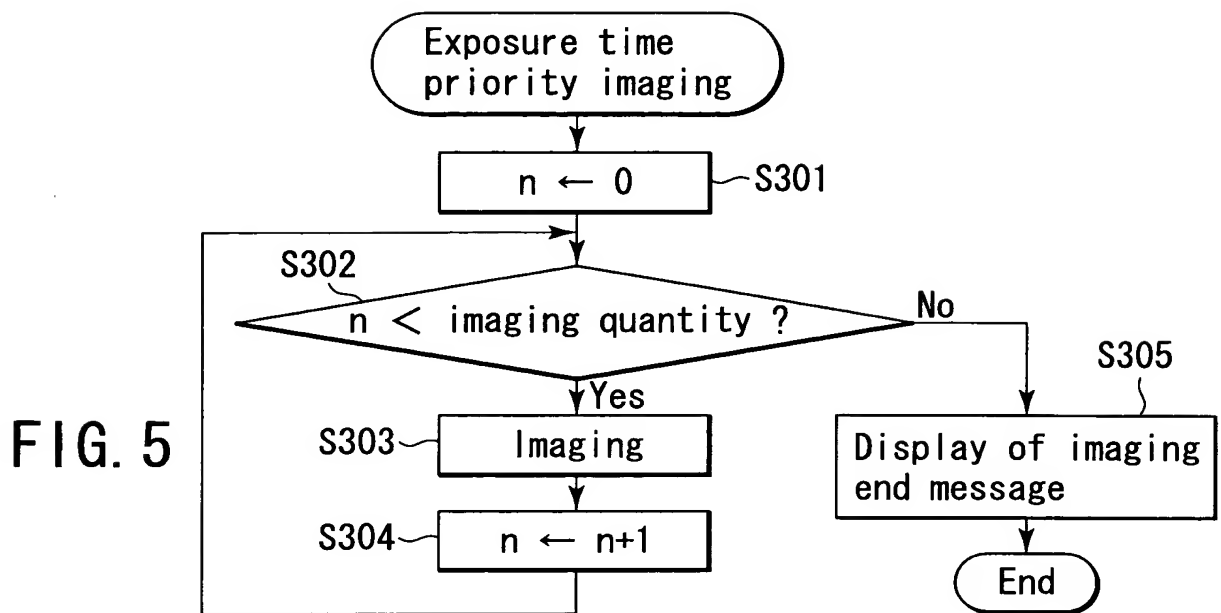 Exposure time
priority imaging
n ← 0
S301
S302
n < imaging quantity ?
No
Yes
S305
FIG. 5
S303
Imaging
Display of imaging
end message
S304
n ← n+1
End